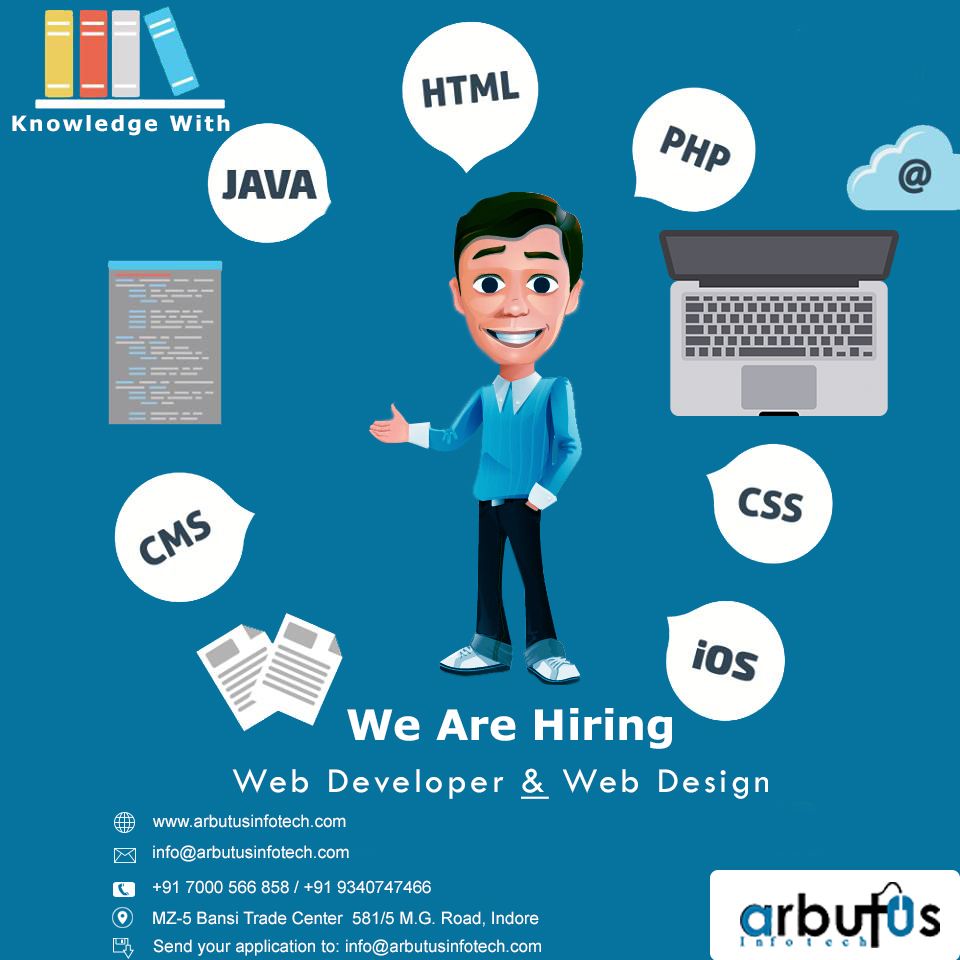 Knowledge With
HTML
PHP
JAVA
@
CSS
CMS
iOS
We Are Hiring
Web Developer & Web Design
www.arbutusinfotech.com
info@arbutusinfotech.com
+91 7000 566 858 / +91 9340747466
MZ-5 Bansi Trade Center 581/5 M.G. Road, Indore
Send your application to: info@arbutusinfotech.com
arbutus
Infotech